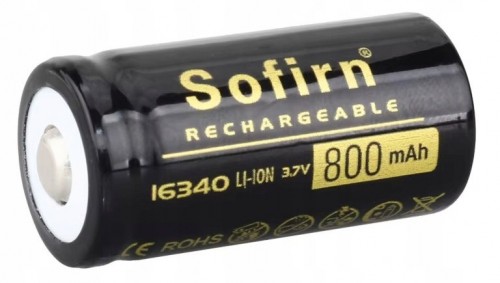 Sofirn®
RECHARGEABLE
16340 LI-ION 3.7V 800 mAh
CE ROHS